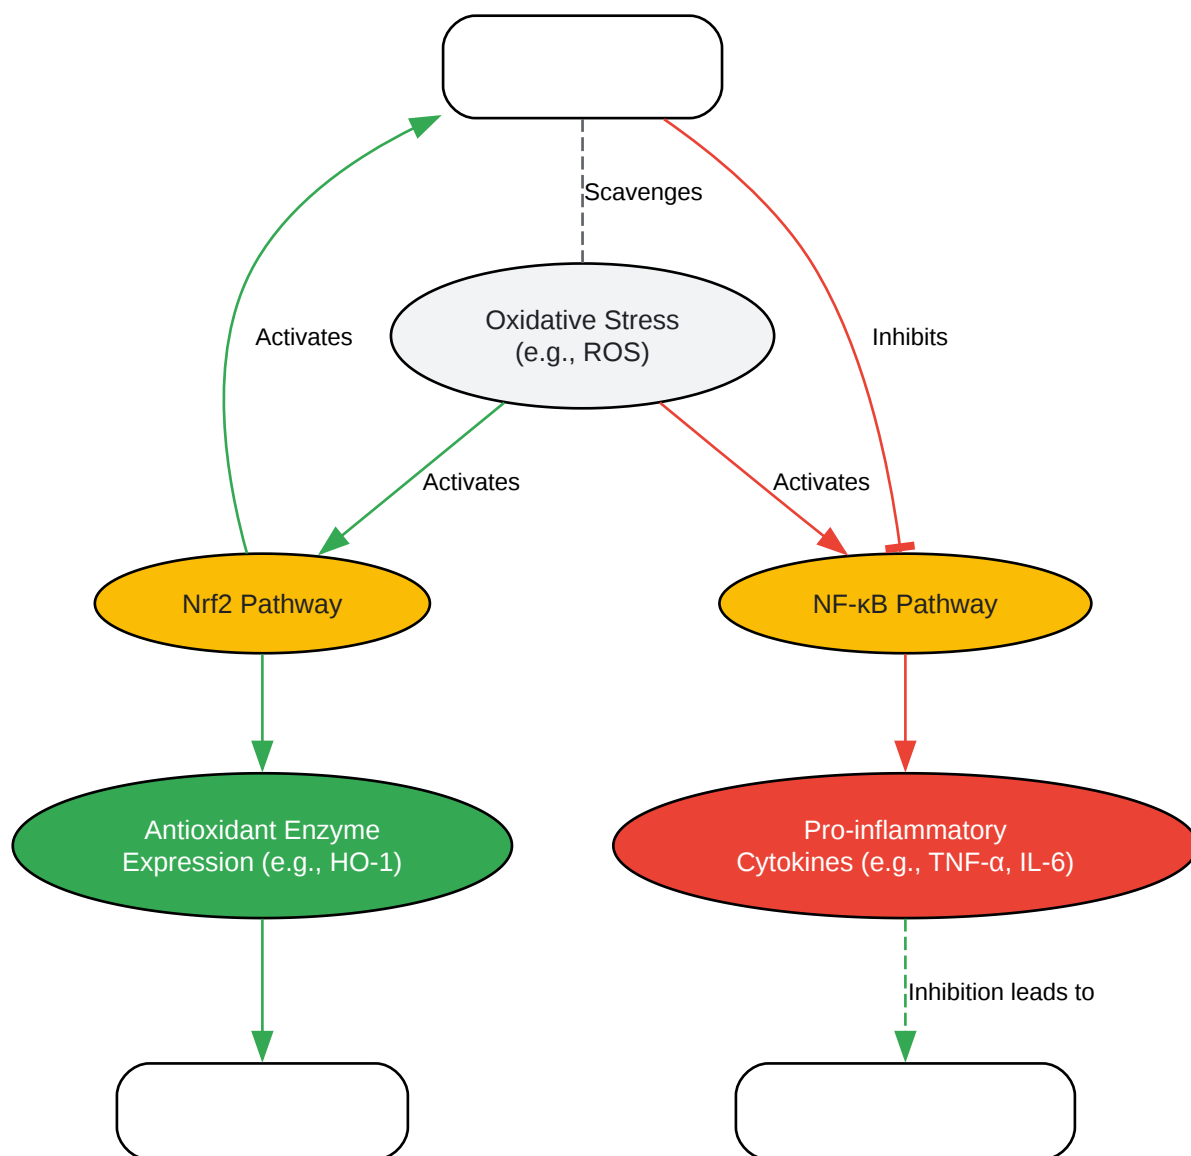 Scavenges
Oxidative Stress
(e.g., ROS)
Activates
Inhibits
Activates
Activates
Nrf2 Pathway
NF-κB Pathway
Antioxidant Enzyme
Expression (e.g., HO-1)
Pro-inflammatory
Cytokines (e.g., TNF-α, IL-6)
Inhibition leads to